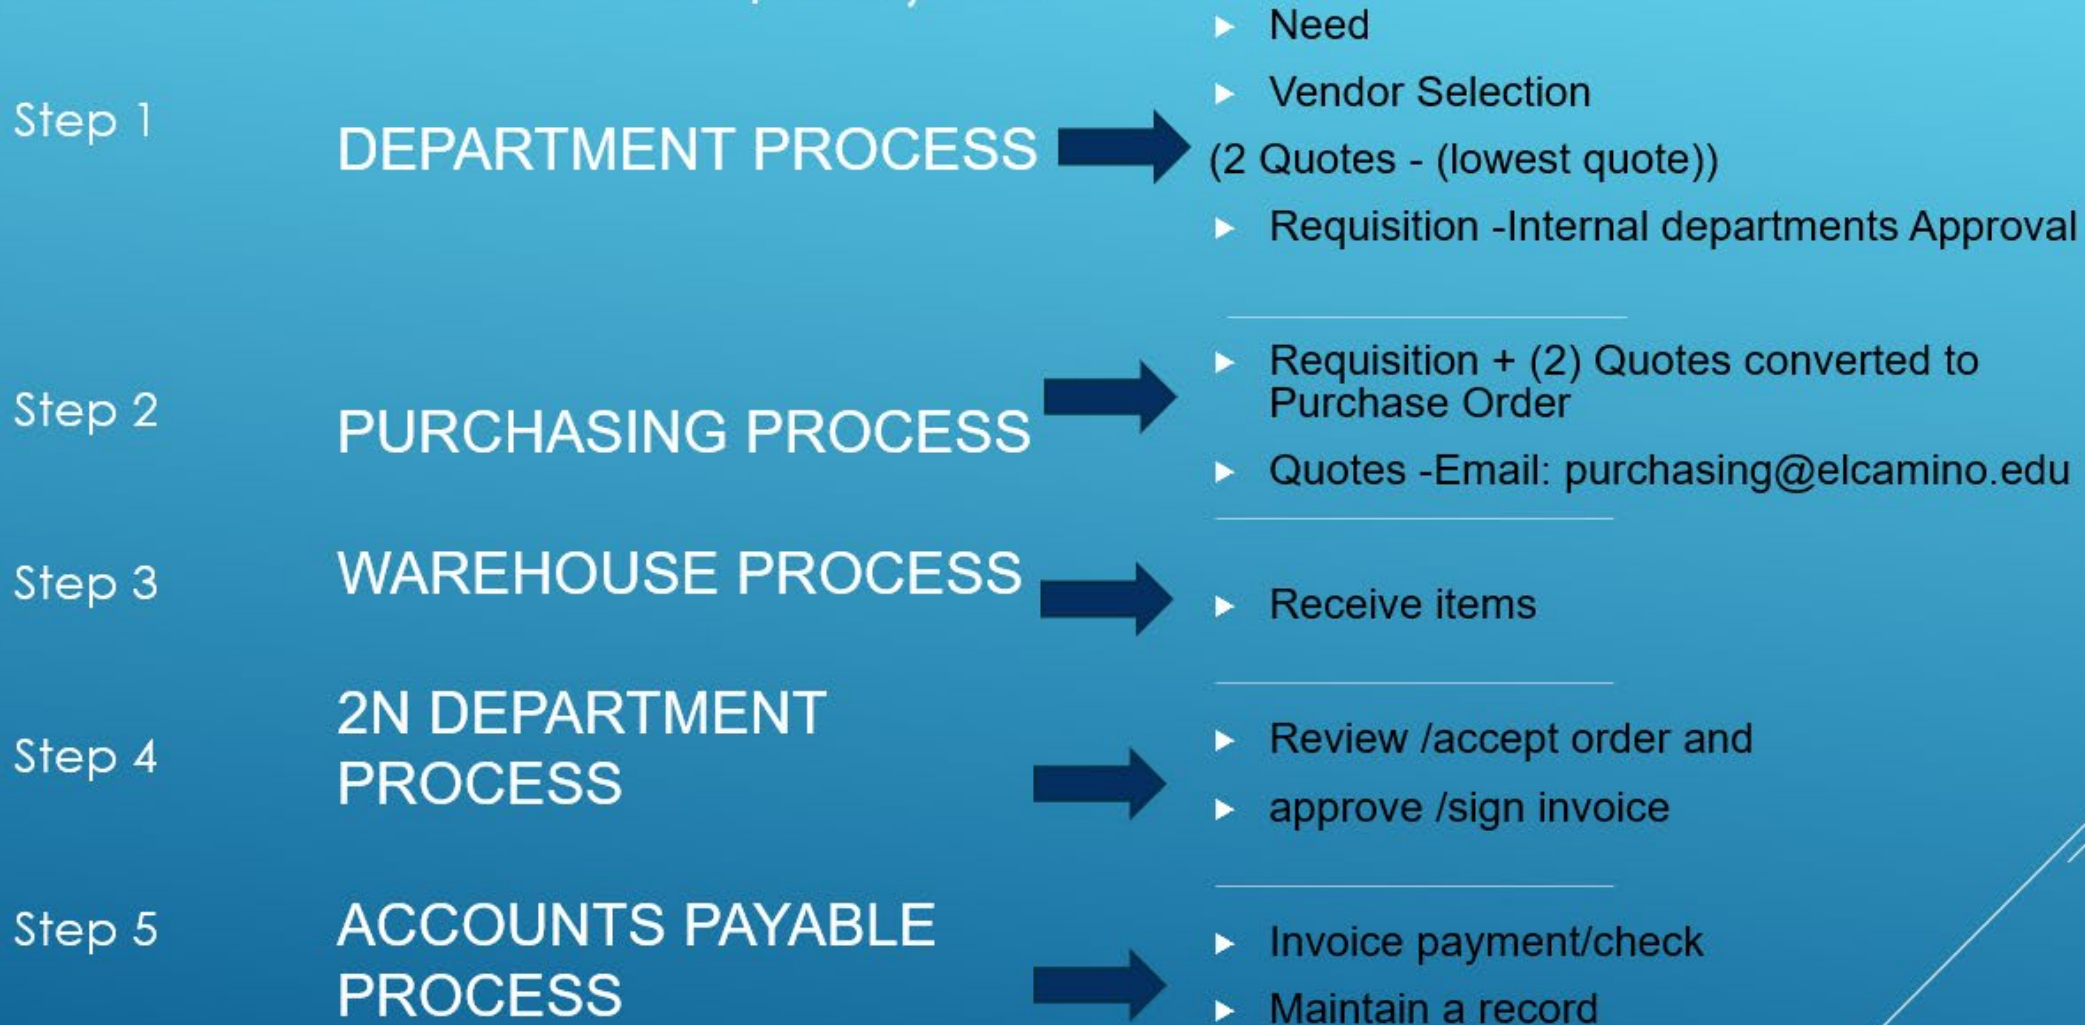 Need
Step 1
DEPARTMENT PROCESS
Vendor Selection
(2 Quotes - (lowest quote))
Requisition -Internal departments Approval
Step 2
PURCHASING PROCESS
Requisition + (2) Quotes converted to
Purchase Order
Quotes -Email: purchasing@elcamino.edu
Step 3
WAREHOUSE PROCESS
Receive items
Step 4
2N DEPARTMENT
PROCESS
Review /accept order and
approve /sign invoice
Step 5
ACCOUNTS PAYABLE
PROCESS
Invoice payment/check
Maintain a record